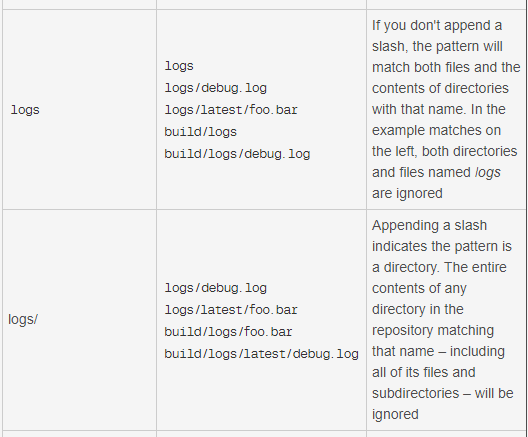 logs
logs
logs/debug.log
logs/latest/foo.bar
build/logs
build/logs/debug.log
If you don't append a
slash, the pattern will
match both files and the
contents of directories
with that name. In the
example matches on
the left, both directories
and files named logs
are ignored
logs/
logs/debug.log
logs/latest/foo.bar
build/logs/foo.bar
build/logs/latest/debug.log
Appending a slash
indicates the pattern is
a directory. The entire
contents of any
directory in the
repository matching
that name – including
all of its files and
subdirectories – will be
ignored